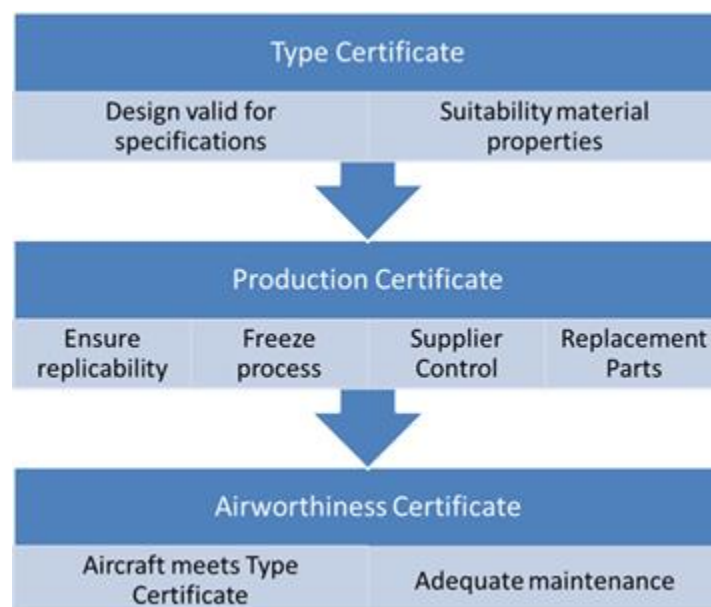 Type Certificate
Design valid for
specifications
Suitability material
properties
Production Certificate
Ensure
replicability
Freeze
process
Supplier
Control
Replacement
Parts
Airworthiness Certificate
Aircraft meets Type
Certificate
Adequate maintenance